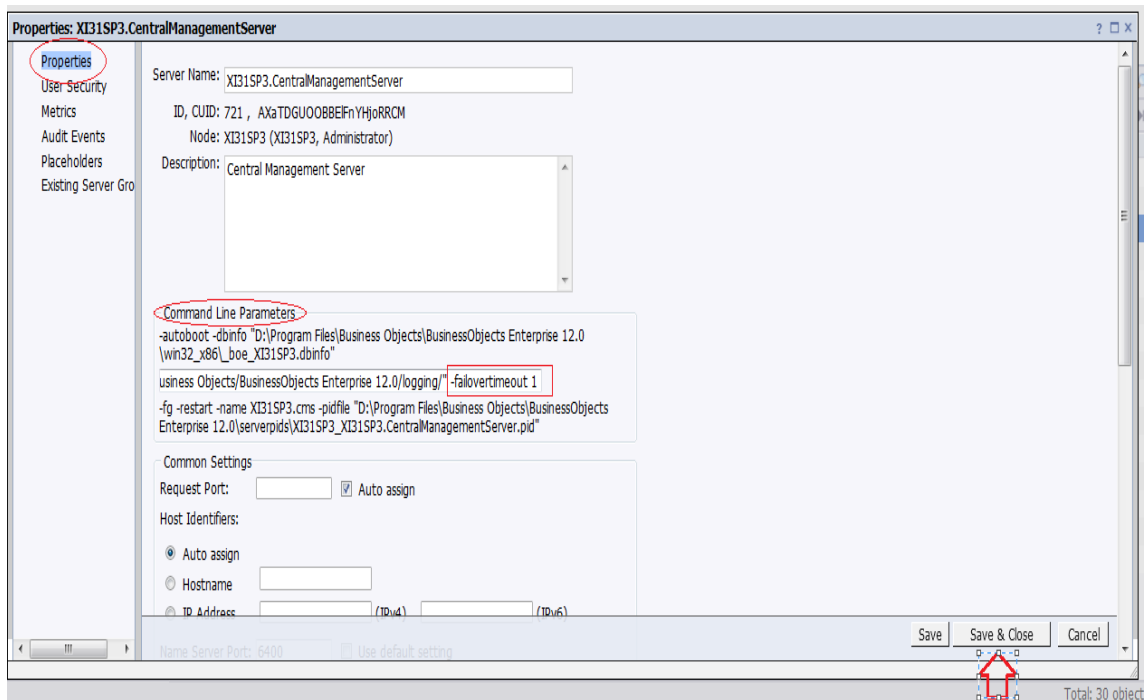 Properties: XI31SP3.CentralManagementServer
Properties
User Security
Metrics
Audit Events
Placeholders
Existing Server Gro
Server Name: XI31SP3.CentralManagementServer
ID, CUID: 721 , AXaTDGUOOBBElFnYHjoRRCM
Node: XI31SP3 (XI31SP3, Administrator)
Description: Central Management Server
Command Line Parameters
-autoboot -dbinfo "D:\Program Files\Business Objects\BusinessObjects Enterprise 12.0
\win32_x86\_boe_XI31SP3.dbinfo"
usiness Objects/BusinessObjects Enterprise 12.0/logging/" -failovertimeout 1
-fg -restart -name XI31SP3.cms -pidfile "D:\Program Files\Business Objects\BusinessObjects
Enterprise 12.0\serverpids\XI31SP3_XI31SP3.CentralManagementServer.pid"
Common Settings
Request Port: Auto assign
Host Identifiers:
Auto assign
Hostname
IP Address (IPv4) (IPv6)
Name Server Port: 6400 Use default setting
Save Save & Close Cancel
Total: 30 object